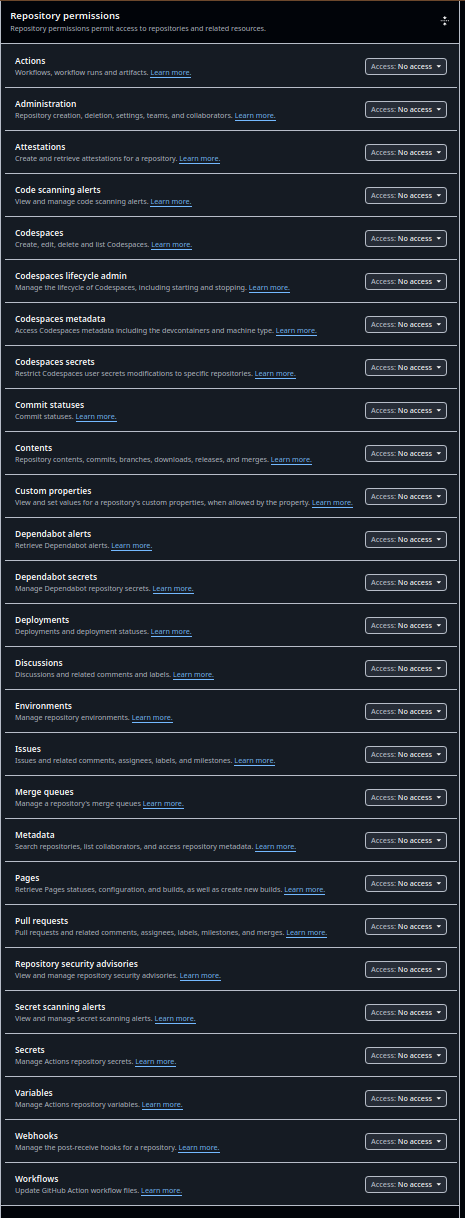 Repository permissions
Repository permissions permit access to repositories and related resources.
Actions
Workflows, workflow runs and artifacts. Learn more.
Access: No access
Administration
Repository creation, deletion, settings, teams, and collaborators. Learn more.
Access: No access
Attestations
Create and retrieve attestations for a repository. Learn more.
Access: No access
Code scanning alerts
View and manage code scanning alerts. Learn more.
Access: No access
Codespaces
Create, edit, delete and list Codespaces. Learn more.
Access: No access
Codespaces lifecycle admin
Manage the lifecycle of Codespaces, including starting and stopping. Learn more.
Access: No access
Codespaces metadata
Access Codespaces metadata including the devcontainers and machine type. Learn more.
Access: No access
Codespaces secrets
Restrict Codespaces user secrets modifications to specific repositories. Learn more.
Access: No access
Commit statuses
Commit statuses. Learn more.
Access: No access
Contents
Repository contents, commits, branches, downloads, releases, and merges. Learn more.
Access: No access
Custom properties
View and set values for a repository's custom properties, when allowed by the property. Learn more.
Access: No access
Dependabot alerts
Retrieve Dependabot alerts. Learn more.
Access: No access
Dependabot secrets
Manage Dependabot repository secrets. Learn more.
Access: No access
Deployments
Deployments and deployment statuses. Learn more.
Access: No access
Discussions
Discussions and related comments and labels. Learn more.
Access: No access
Environments
Manage repository environments. Learn more.
Access: No access
Issues
Issues and related comments, assignees, labels, and milestones. Learn more.
Access: No access
Merge queues
Manage a repository's merge queues Learn more.
Access: No access
Metadata
Search repositories, list collaborators, and access repository metadata. Learn more.
Access: No access
Pages
Retrieve Pages statuses, configuration, and builds, as well as create new builds. Learn more.
Access: No access
Pull requests
Pull requests and related comments, assignees, labels, milestones, and merges. Learn more.
Access: No access
Repository security advisories
View and manage repository security advisories. Learn more.
Access: No access
Secret scanning alerts
View and manage secret scanning alerts. Learn more.
Access: No access
Secrets
Manage Actions repository secrets. Learn more.
Access: No access
Variables
Manage Actions repository variables. Learn more.
Access: No access
Webhooks
Manage the post-receive hooks for a repository. Learn more.
Access: No access
Workflows
Update GitHub Action workflow files. Learn more.
Access: No access